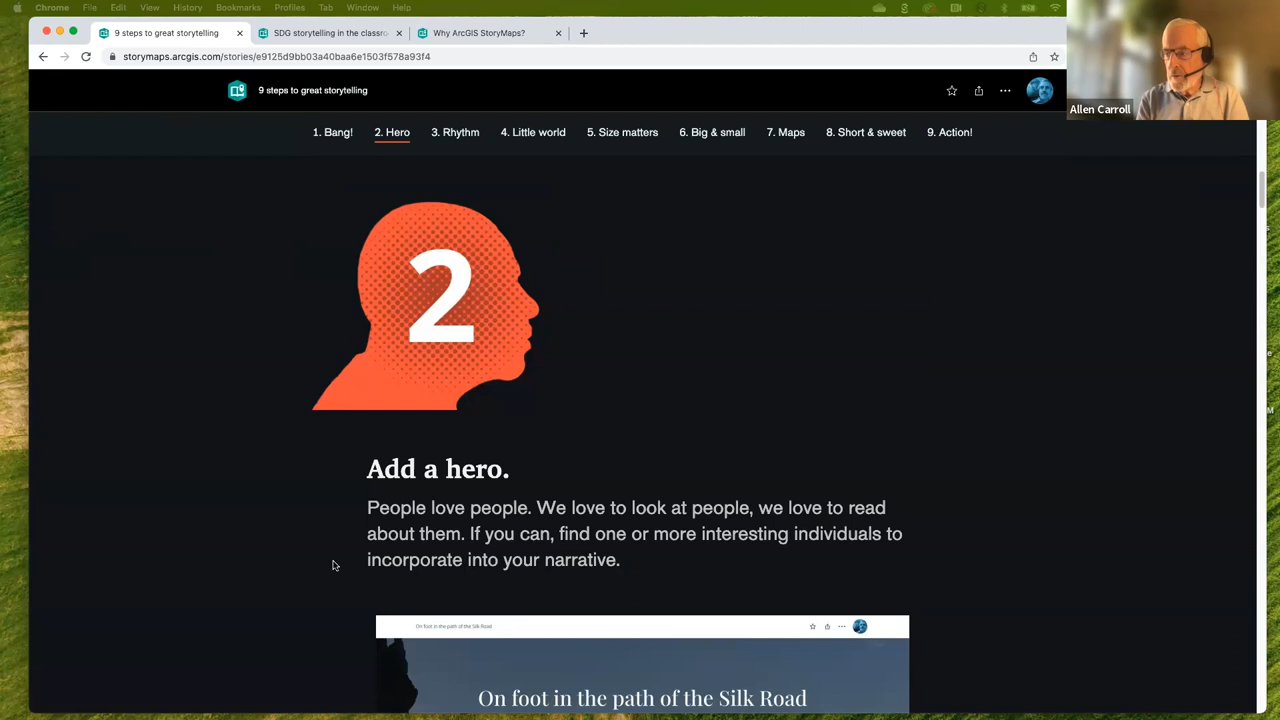 Chrome File Edit View History Bookmarks Profiles Tab Window Help
9 steps to great storytelling SDG storytelling in the classro Why ArcGIS StoryMaps?
storymaps.arcgis.com/stories/e9125d9bb03a40baa6e1503f578a93f4
9 steps to great storytelling
Allen Carroll
1. Bang! 2. Hero 3. Rhythm 4. Little world 5. Size matters 6. Big & small 7. Maps 8. Short & sweet 9. Action!
2
Add a hero.
People love people. We love to look at people, we love to read
about them. If you can, find one or more interesting individuals to
incorporate into your narrative.
On foot in the path of the Silk Road
On foot in the path of the Silk Road